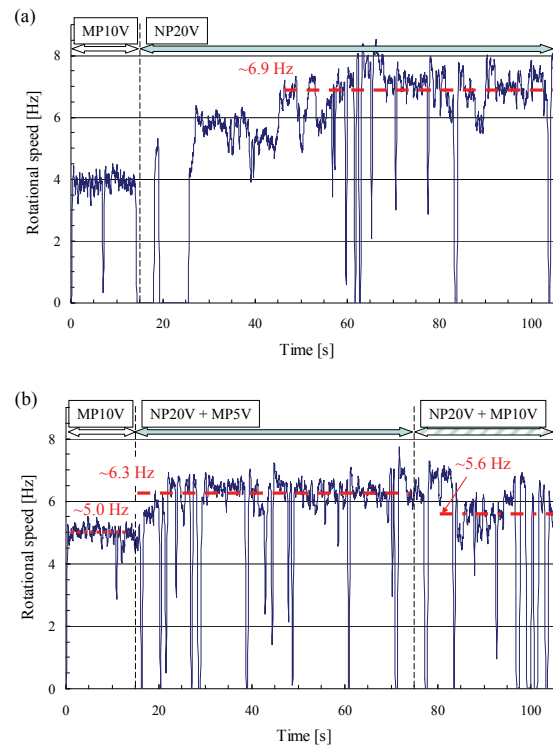 (a)
MP10V NP20V
8
6
4
2
0
~6.9 Hz
Rotational speed [Hz]
0 20 40 60 80 100
Time [s]
(b)
MP10V NP20V + MP5V NP20V + MP10V
8
6
4
2
0
~6.3 Hz
~5.6 Hz
~5.0 Hz
Rotational speed [Hz]
0 20 40 60 80 100
Time [s]